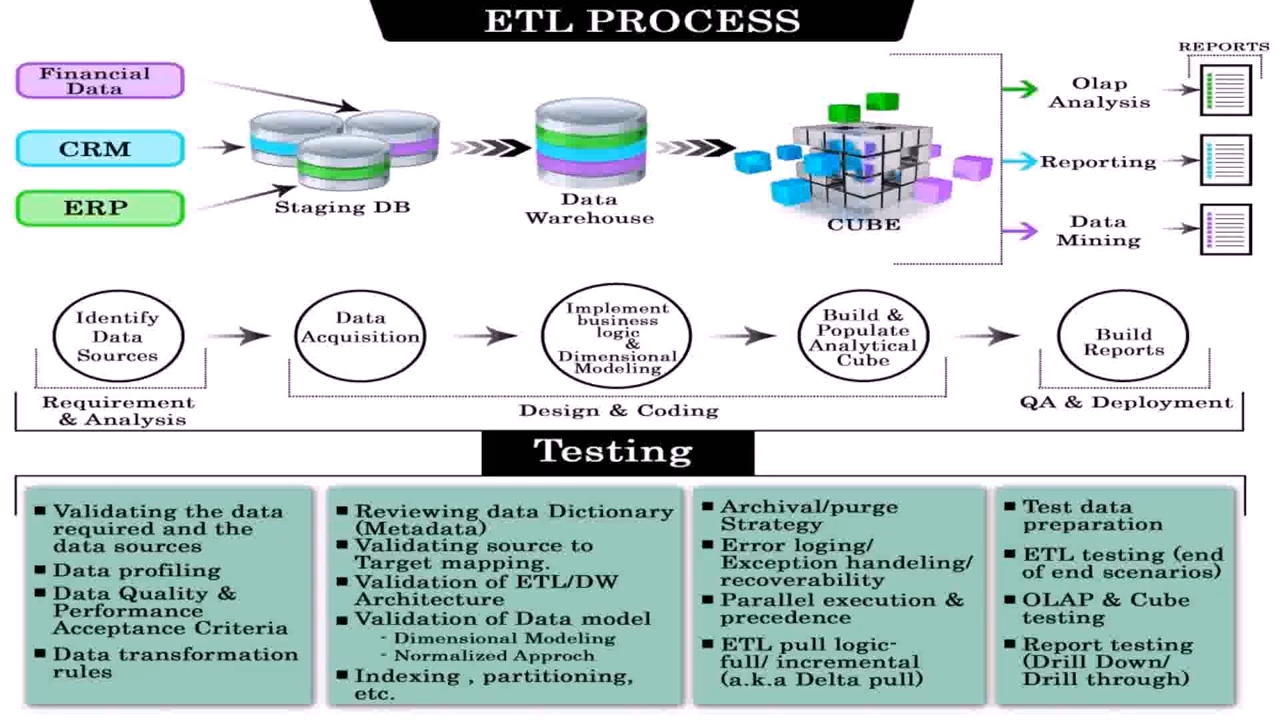 ETL PROCESS
REPORTS
Financial
Data
CRM
ERP
Staging DB
Data
Warehouse
CUBE
Olap
Analysis
Reporting
Data
Mining
Identify
Data
Sources
Data
Acquisition
Implement
business
logic
&
Dimensional
Modeling
Build &
Populate
Analytical
Cube
Build
Reports
Requirement
& Analysis
Design & Coding
QA & Deployment
Testing
▪ Validating the data
required and the
data sources
▪ Data profiling
▪ Data Quality &
Performance
Acceptance Criteria
▪ Data transformation
rules
▪ Reviewing data Dictionary
(Metadata)
▪ Validating source to
Target mapping.
▪ Validation of ETL/DW
Architecture
▪ Validation of Data model
- Dimensional Modeling
- Normalized Approch
▪ Indexing , partitioning,
etc.
▪ Archival/purge
Strategy
▪ Error loging/
Exception handeling/
recoverability
▪ Parallel execution &
precedence
▪ ETL pull logic-
full/ incremental
(a.k.a Delta pull)
▪ Test data
preparation
▪ ETL testing (end
of end scenarios)
▪ OLAP & Cube
testing
▪ Report testing
(Drill Down/
Drill through)